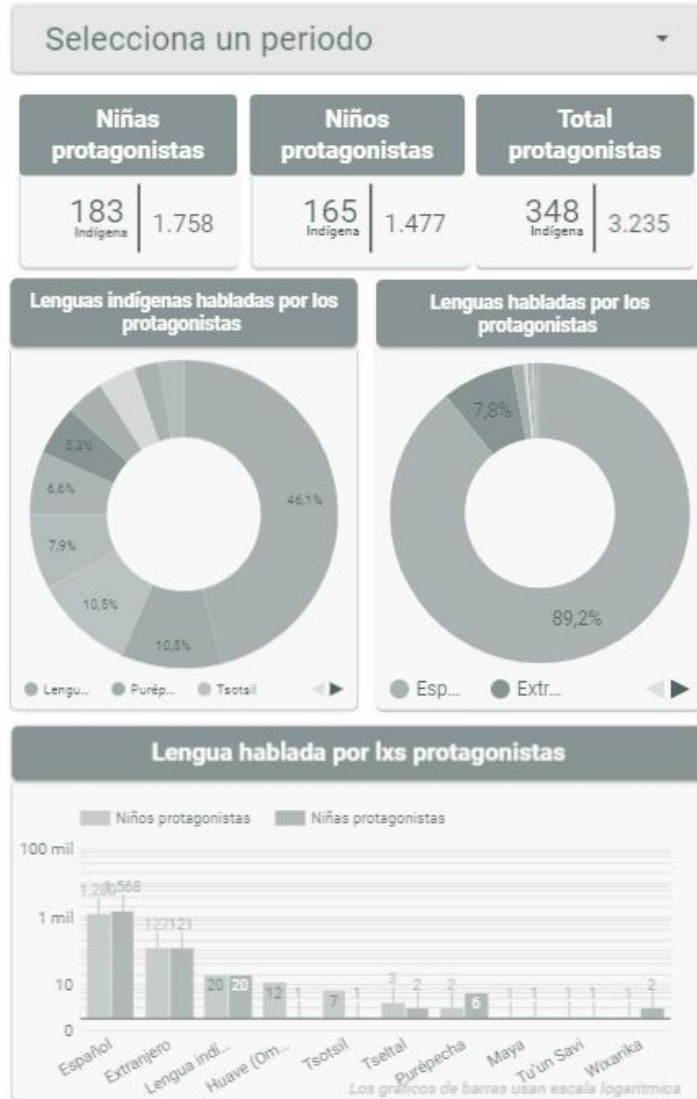 Selecciona un periodo
Niñas
protagonistas
183
Indígena
1.758
Niños
protagonistas
165
Indígena
1.477
Total
protagonistas
348
Indígena
3.235
Lenguas indígenas habladas por los
protagonistas
46,1%
10,5%
10,5%
7,9%
6,6%
5,3%
Lengu...
Purép...
Tsotsil
Lenguas habladas por los
protagonistas
7,8%
89,2%
Esp...
Extr...
Lengua hablada por lxs protagonistas
Niños protagonistas
Niñas protagonistas
100 mil
1 mil
10
0
1.568
127 121
20 20
12 1
7 1
3 2
2 6
1 1
1 1
1 2
Español
Extranjero
Lengua indí...
Huave (Om...
Tsotsil
Tseltal
Purépecha
Maya
Tu'un Savi
Wixarika
Los gráficos de barras usan escala logarítmica